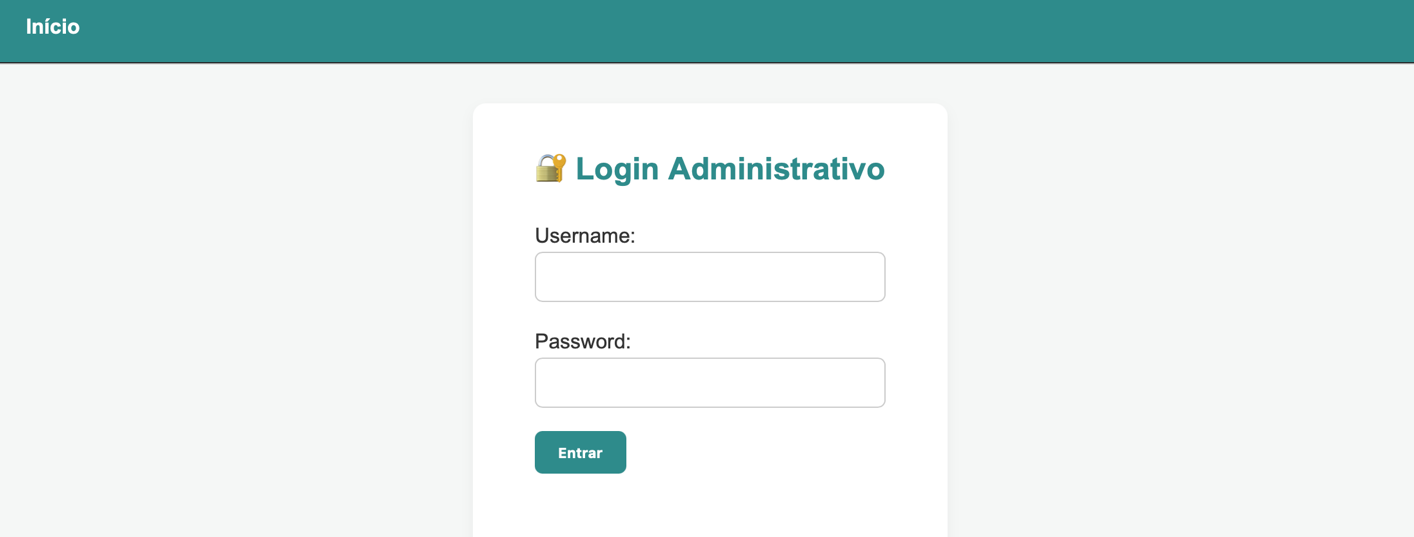 Início
Login Administrativo
Username:
Password:
Entrar